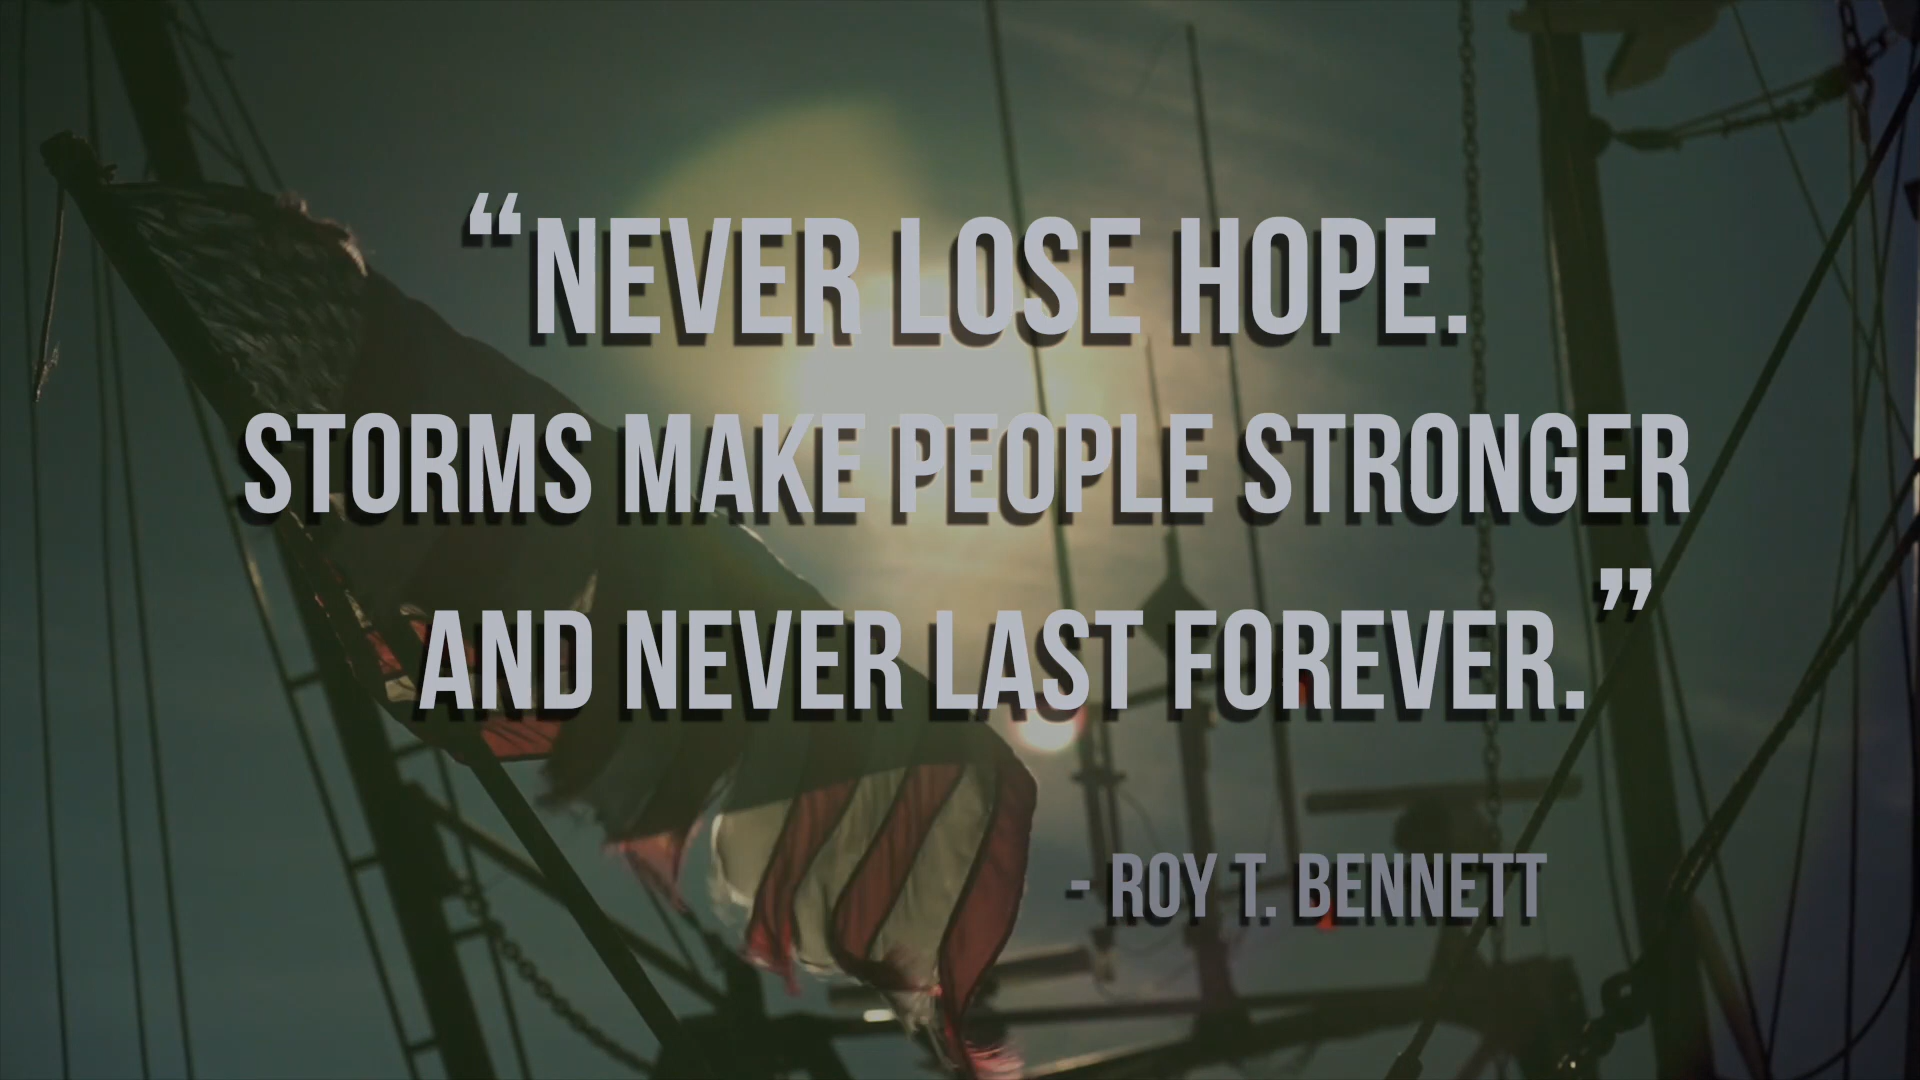 “NEVER LOSE HOPE.
STORMS MAKE PEOPLE STRONGER
AND NEVER LAST FOREVER.”
- ROY T. BENNETT